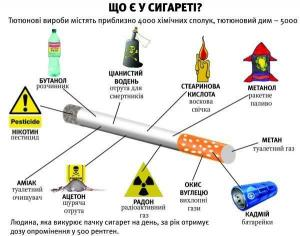 ЩО Є У СИГАРЕТІ?
Тютюнові вироби містять приблизно 4000 хімічних сполук, тютюновий дим – 5000
БУТАНОЛ
розчинник
ЦІАНИСТИЙ
ВОДЕНЬ
отрута для
смертників
СТЕАРИНОВА
КИСЛОТА
воскова
свічка
МЕТАНОЛ
ракетне
паливо
Pesticide
НІКОТИН
пестицид
МЕТАН
туалетний газ
АМІАК
туалетний
очищувач
АЦЕТОН
щуряча
отрута
РАДОН
радіоактивний
газ
ОКИС
ВУГЛЕЦЮ
вихлопні
гази
КАДМІЙ
батарейки
Людина, яка викурює пачку сигарет на день, за рік отримує
дозу опромінення у 500 рентген.